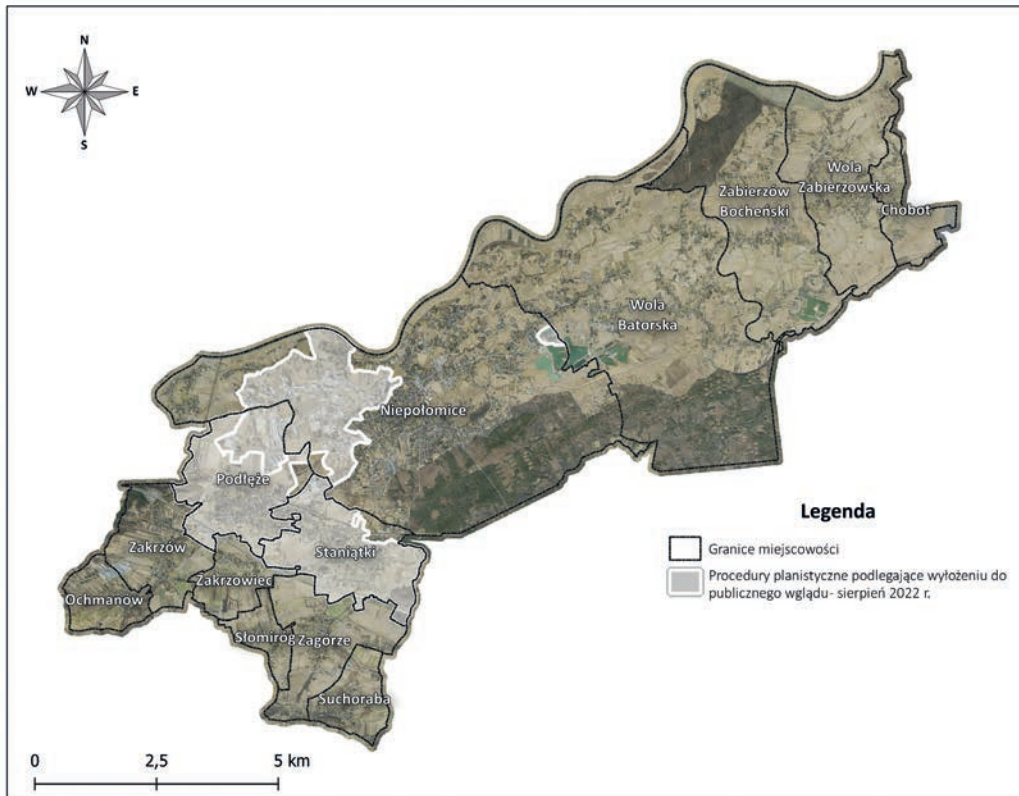 N
W
E
S
Wola
Zabierzowska
Zabierzów
Bocheński
Chobot
Wola
Batorska
Niepołomice
Podłęże
Staniątki
Zakrzów
Zakrzowiec
Ochmanów
Słomiróg
Zagórze
Suchoraba
Legenda
Granice miejscowości
Procedury planistyczne podlegające wyłożeniu do
publicznego wglądu- sierpień 2022 r.
0
2,5
5 km